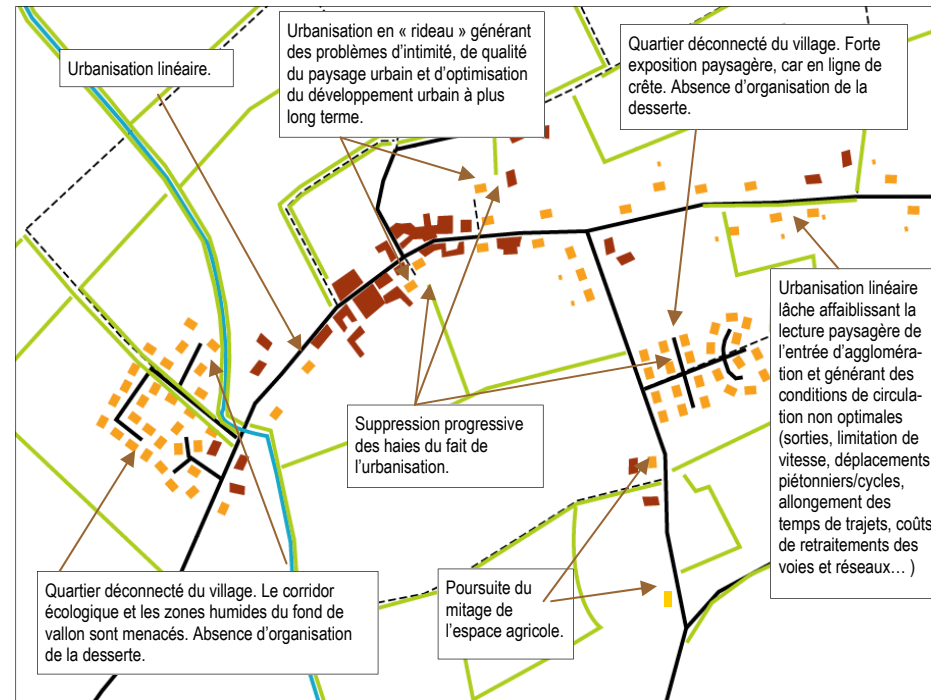 Urbanisation linéaire.
Urbanisation en « rideau » générant
des problèmes d’intimité, de qualité
du paysage urbain et d’optimisation
du développement urbain à plus
long terme.
Quartier déconnecté du village. Forte
exposition paysagère, car en ligne de
crête. Absence d’organisation de la
desserte.
Urbanisation linéaire
lâche affaiblissant la
lecture paysagère de
l’entrée d’aggloméra-
tion et générant des
conditions de circula-
tion non optimales
(sorties, limitation de
vitesse, déplacements
piétonniers/cycles,
allongement des
temps de trajets, coûts
de retraitements des
voies et réseaux… )
Suppression progressive
des haies du fait de
l’urbanisation.
Quartier déconnecté du village. Le corridor
écologique et les zones humides du fond de
vallon sont menacés. Absence d’organisation
de la desserte.
Poursuite du
mitage de
l’espace agricole.